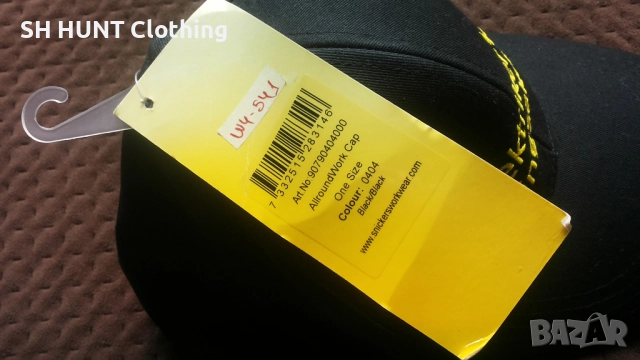 SH HUNT Clothing
W4-541
7 332515 283146
Art.No 90790404000
AllroundWork Cap
One Size
Colour: 0404
Black/Black
www.snickersworkwear.com
BAZAR